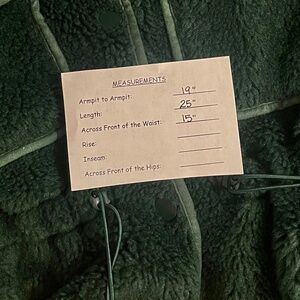 MEASUREMENTS
Armpit to Armpit: 19"
Length: 25"
Across Front of the Waist: 15"
Rise:
Inseam:
Across Front of the Hips: